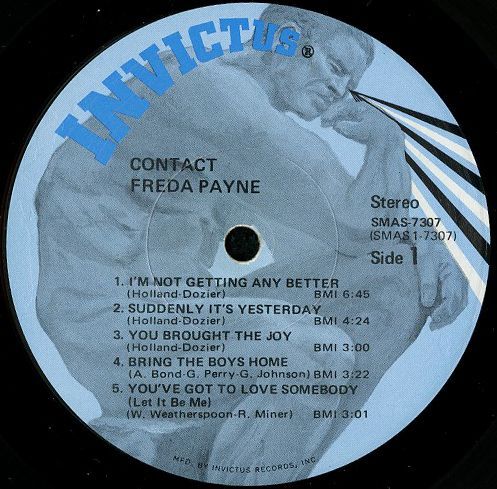 INVICTUS®
CONTACT
FREDA PAYNE
Stereo
SMAS-7307
(SMAS 1-7307)
Side 1
1. I'M NOT GETTING ANY BETTER
(Holland-Dozier) BMI 6:45
2. SUDDENLY IT'S YESTERDAY
(Holland-Dozier) BMI 4:24
3. YOU BROUGHT THE JOY
(Holland-Dozier) BMI 3:00
4. BRING THE BOYS HOME
(A. Bond-G. Perry-G. Johnson) BMI 3:22
5. YOU'VE GOT TO LOVE SOMEBODY
(Let It Be Me)
(W. Weatherspoon-R. Miner) BMI 3:01
MFD. BY INVICTUS RECORDS, INC